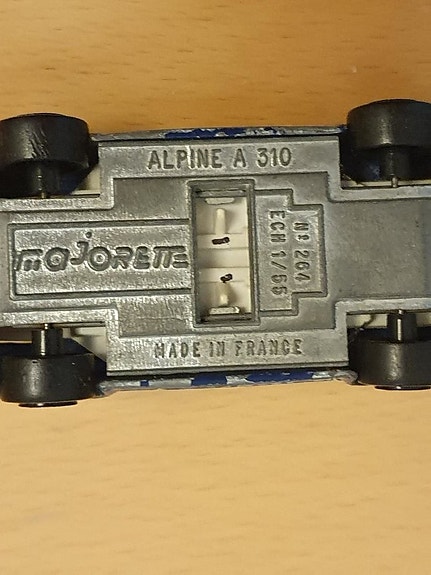 ALPINE A 310
majorette
Nº 264
ECH 1/55
MADE IN FRANCE